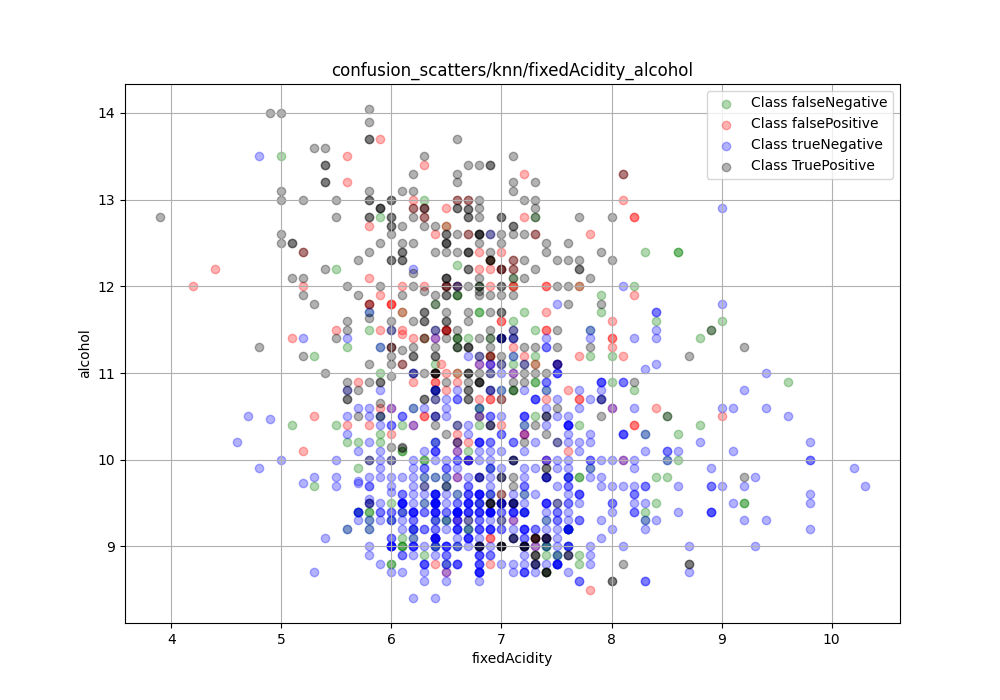 confusion_scatters/knn/fixedAcidity_alcohol
Class falseNegative
Class falsePositive
Class trueNegative
Class TruePositive
14
13
12
11
10
9
alcohol
4 5 6 7 8 9 10
fixedAcidity